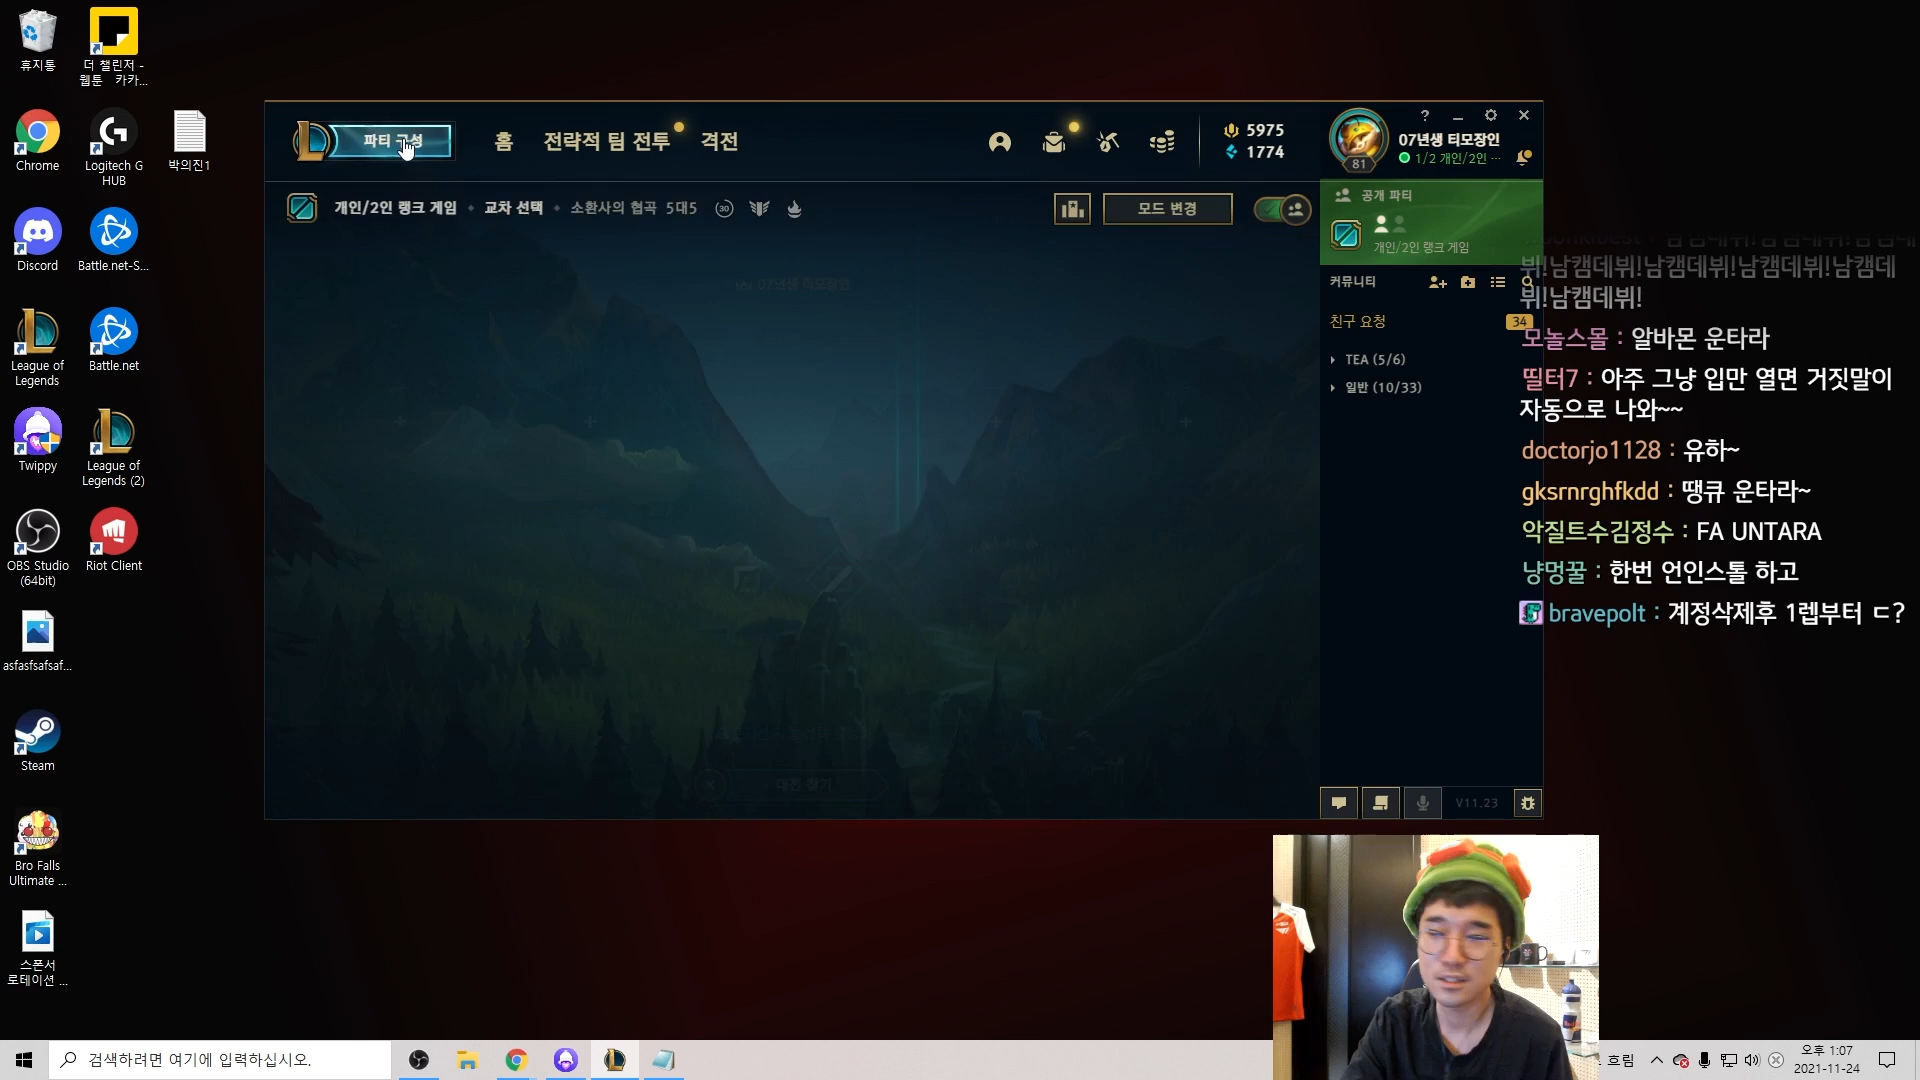 휴지통
더 챌린저 -
웹툰 카카...
Chrome
Logitech G
HUB
박의진1
Discord
Battle.net-S...
League of
Legends
Battle.net
Twippy
League of
Legends (2)
OBS Studio
(64bit)
Riot Client
asfasfsafsaf...
Steam
Bro Falls
Ultimate ...
스폰서
로테이션 ...
파티 구성
홈
전략적 팀 전투
격전
5975
1774
81
07년생 티모장인
1/2 개인/2인 ...
개인/2인 랭크 게임
교차 선택
소환사의 협곡
5대5
30
모드 변경
공개 파티
개인/2인 랭크 게임
커뮤니티
친구 요청
34
TEA (5/6)
일반 (10/33)
07년생 티모장인
대전 찾기
V11.23
뷔!남캠데뷔!남캠데뷔!남캠데뷔!남캠데
뷔!남캠데뷔!
모놀스몰 : 알바몬 운타라
띨터7 : 아주 그냥 입만 열면 거짓말이
자동으로 나와~~
doctorjo1128 : 유하~
gksrnrghfkdd : 땡큐 운타라~
악질트수김정수 : FA UNTARA
냥멍꿀 : 한번 언인스톨 하고
bravepolt : 계정삭제후 1렙부터 ㄷ?
검색하려면 여기에 입력하십시오.
흐림
오후 1:07
2021-11-24